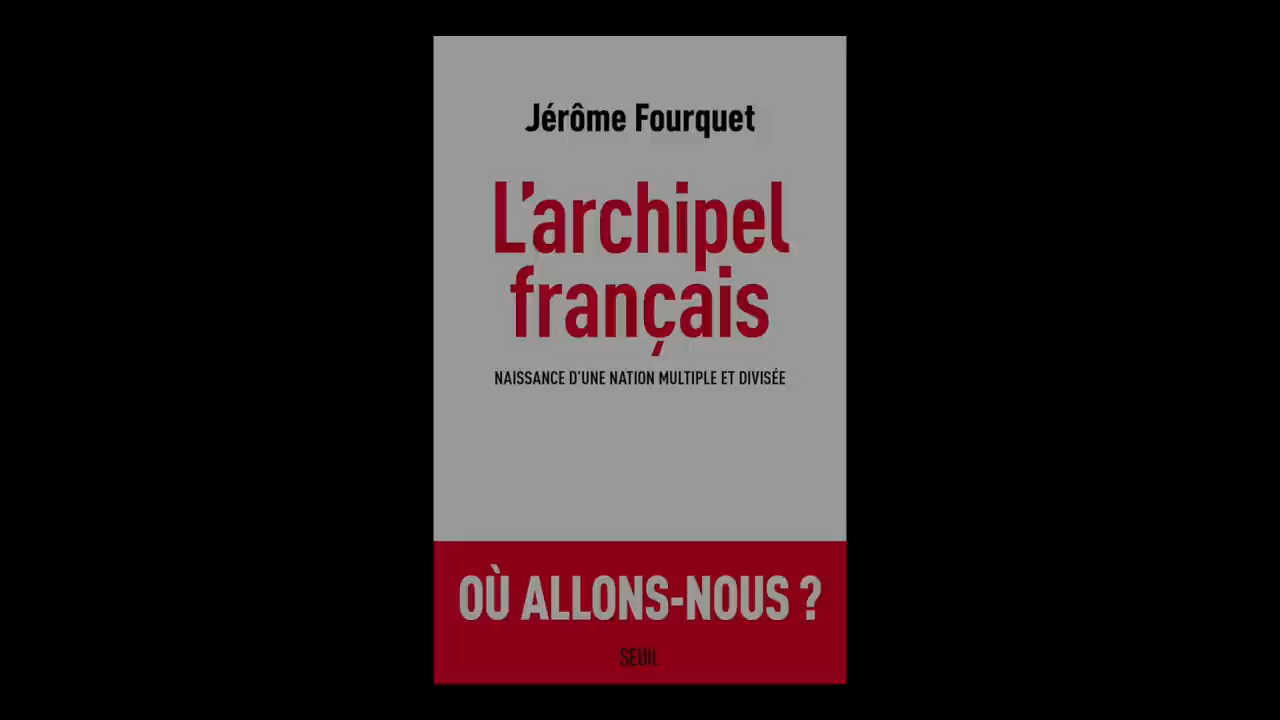 Jérôme Fourquet
L'archipel
français
NAISSANCE D'UNE NATION MULTIPLE ET DIVISÉE
OÙ ALLONS-NOUS ?
SEUIL